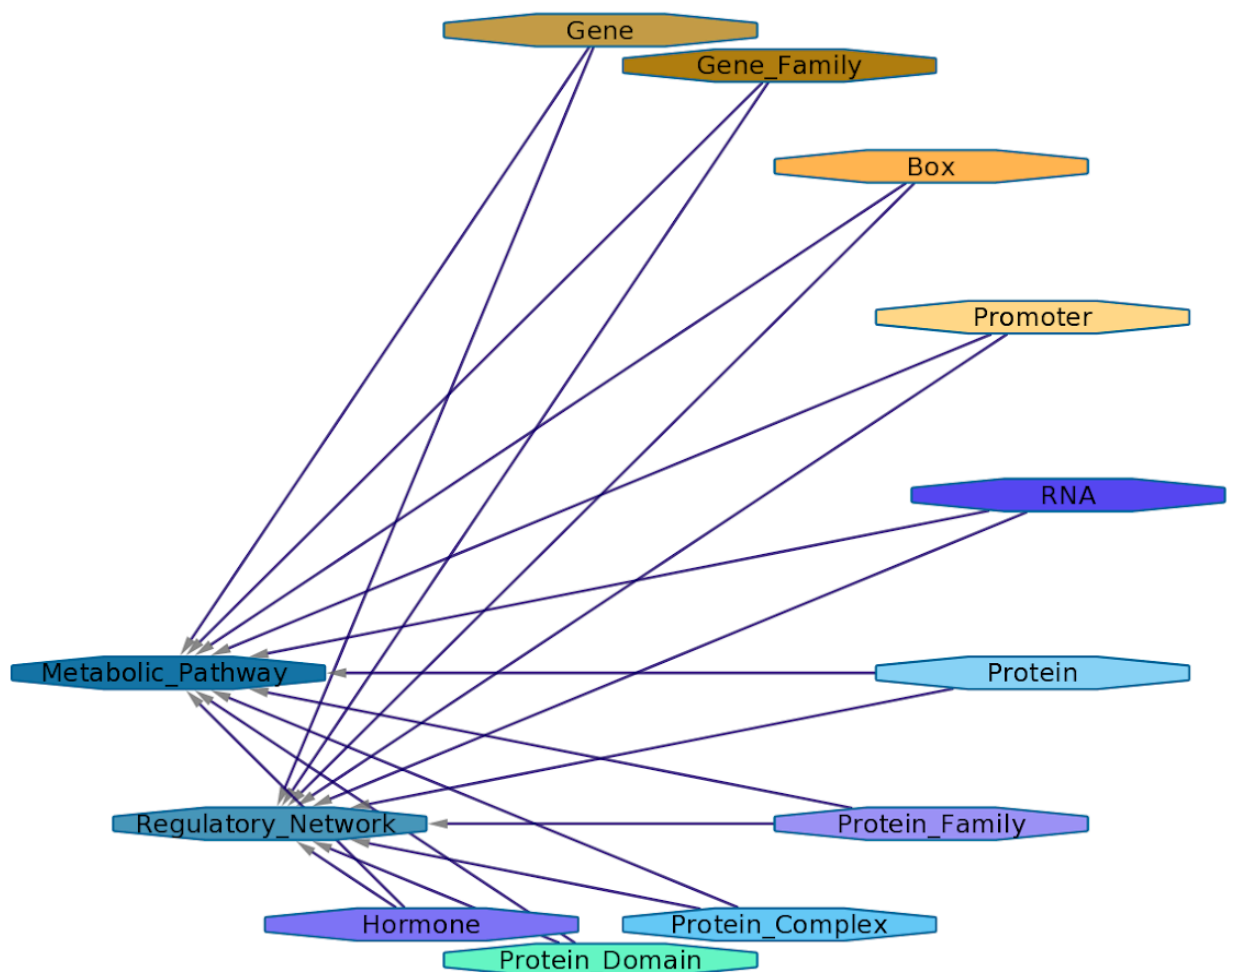 Gene
Gene_Family
Box
Promoter
RNA
Metabolic_Pathway
Protein
Regulatory_Network
Protein_Family
Hormone
Protein_Complex
Protein_Domain